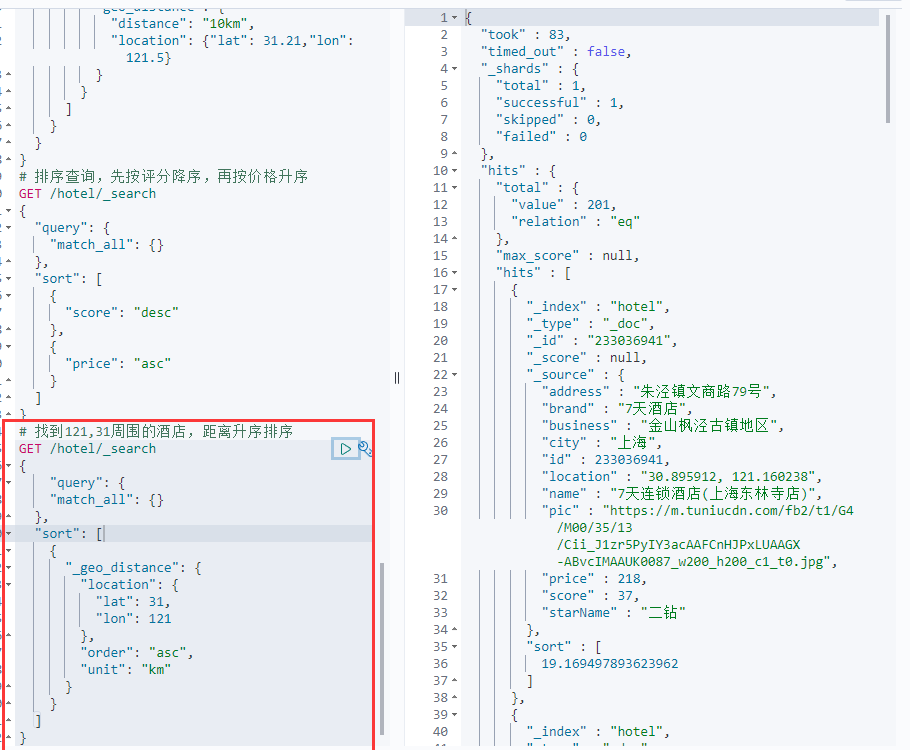 geo_distance : {
"distance": "10km",
"location": {"lat": 31.21,"lon":
121.5}
}
}
]
}
}
}
# 排序查询，先按评分降序，再按价格升序
GET /hotel/_search
{
"query": {
"match_all": {}
},
"sort": [
{
"score": "desc"
},
{
"price": "asc"
}
]
}
# 找到121,31周围的酒店，距离升序排序
GET /hotel/_search
{
"query": {
"match_all": {}
},
"sort": [
{
"_geo_distance": {
"location": {
"lat": 31,
"lon": 121
},
"order": "asc",
"unit": "km"
}
}
]
}
1 {
2 "took" : 83,
3 "timed_out" : false,
4 "_shards" : {
5 "total" : 1,
6 "successful" : 1,
7 "skipped" : 0,
8 "failed" : 0
9 },
10 "hits" : {
11 "total" : {
12 "value" : 201,
13 "relation" : "eq"
14 },
15 "max_score" : null,
16 "hits" : [
17 {
18 "_index" : "hotel",
19 "_type" : "_doc",
20 "_id" : "233036941",
21 "_score" : null,
22 "_source" : {
23 "address" : "朱泾镇文商路79号",
24 "brand" : "7天酒店",
25 "business" : "金山枫泾古镇地区",
26 "city" : "上海",
27 "id" : 233036941,
28 "location" : "30.895912, 121.160238",
29 "name" : "7天连锁酒店(上海东林寺店)",
30 "pic" : "https://m.tuniucdn.com/fb2/t1/G4
/M00/35/13
/Cii_J1zr5PyIY3acAAFCnHJPxLUAAGX
-ABvcIMAAUK0087_w200_h200_c1_t0.jpg",
31 "price" : 218,
32 "score" : 37,
33 "starName" : "二钻"
34 },
35 "sort" : [
36 19.169497893623962
37 ]
38 },
39 {
40 "_index" : "hotel",